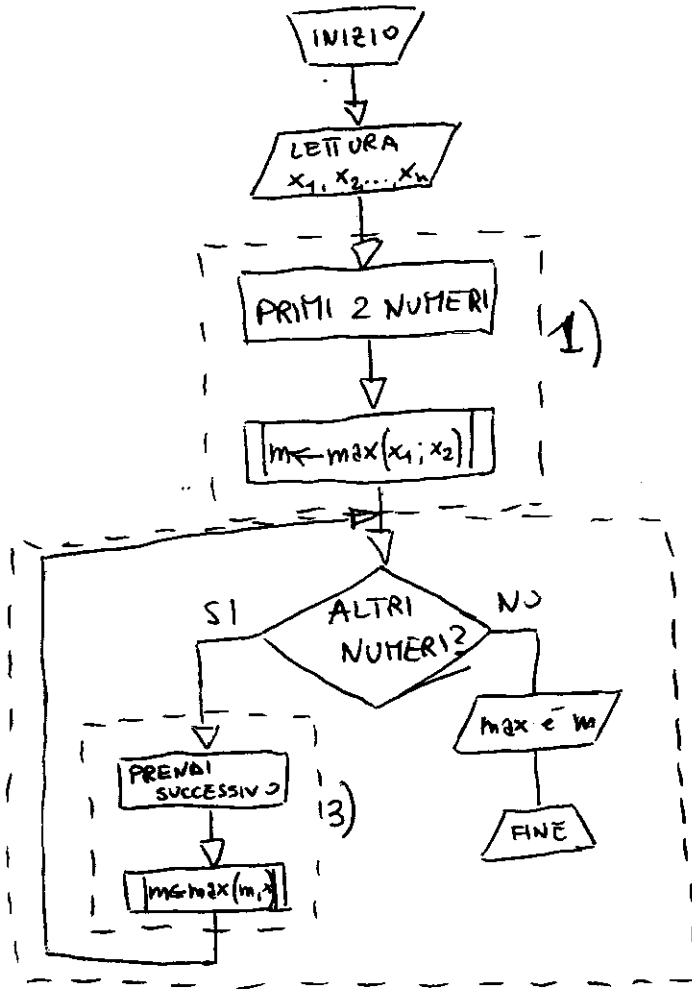 INIZIO
LETTURA
x₁, x₂..., xₙ
PRIMI 2 NUMERI
1)
m←max(x₁; x₂)
SI
ALTRI
NUMERI?
NO
max e' m
PRENDI
SUCCESSIVO
3)
FINE
m←max(m, x)